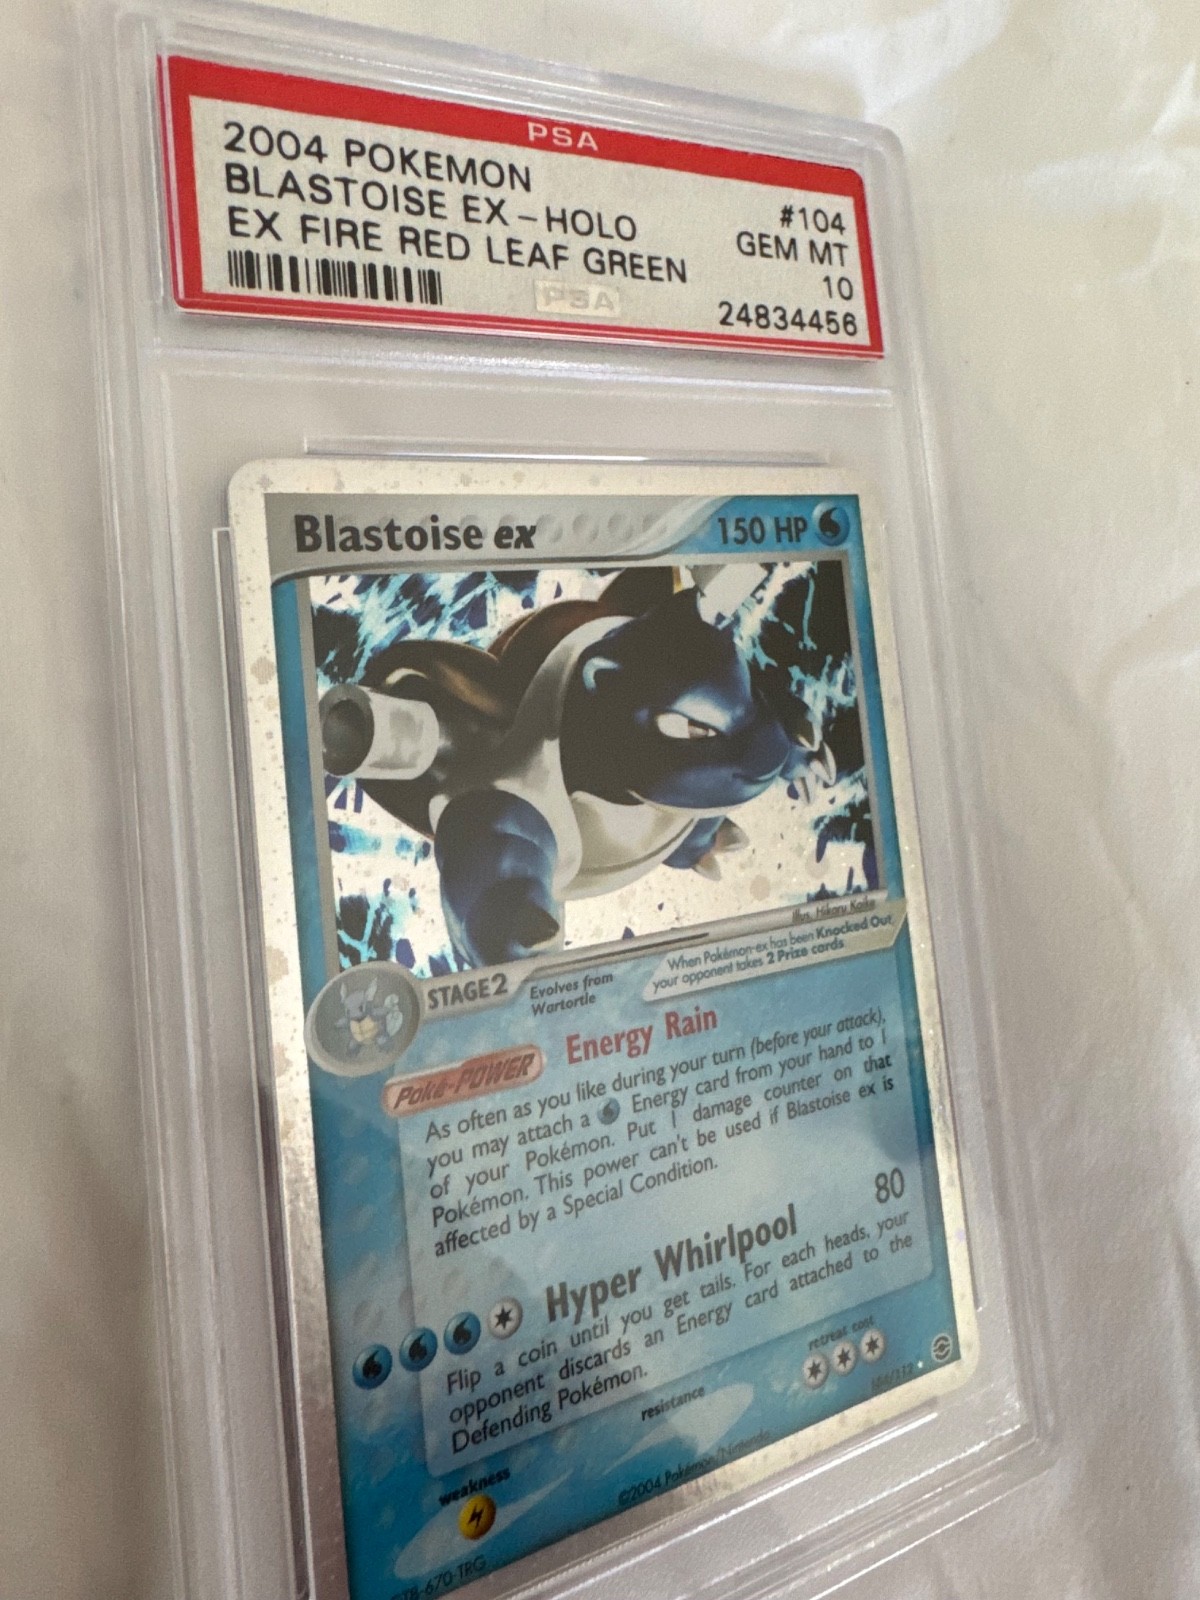 PSA
2004 POKEMON
BLASTOISE EX-HOLO
EX FIRE RED LEAF GREEN
#104
GEM MT
10
24834456
PSA
Blastoise ex
150 HP
Illus. Hikaru Koike
When Pokémon-ex has been Knocked Out,
your opponent takes 2 Prize cards
STAGE2
Evolves from
Wartortle
Poké-POWER
Energy Rain
As often as you like during your turn (before your attack),
you may attach a Energy card from your hand to 1
of your Pokémon. Put 1 damage counter on that
Pokémon. This power can't be used if Blastoise ex is
affected by a Special Condition.
Hyper Whirlpool
80
Flip a coin until you get tails. For each heads, your
opponent discards an Energy card attached to the
Defending Pokémon.
weakness
resistance
retreat cost
104/112
©2004 Pokémon/Nintendo
-670-TRG